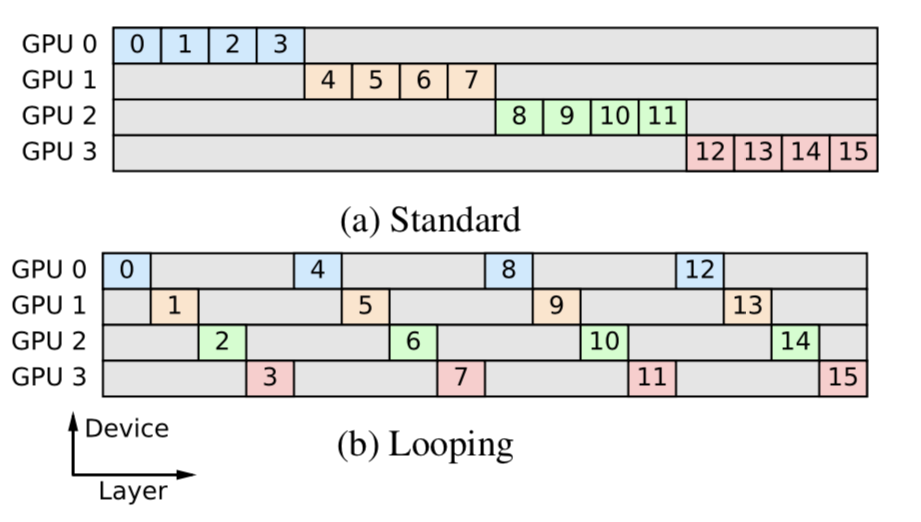 GPU 0 0 1 2 3
GPU 1 4 5 6 7
GPU 2 8 9 10 11
GPU 3 12 13 14 15
(a) Standard
GPU 0 0 4 8 12
GPU 1 1 5 9 13
GPU 2 2 6 10 14
GPU 3 3 7 11 15
Device
(b) Looping
Layer